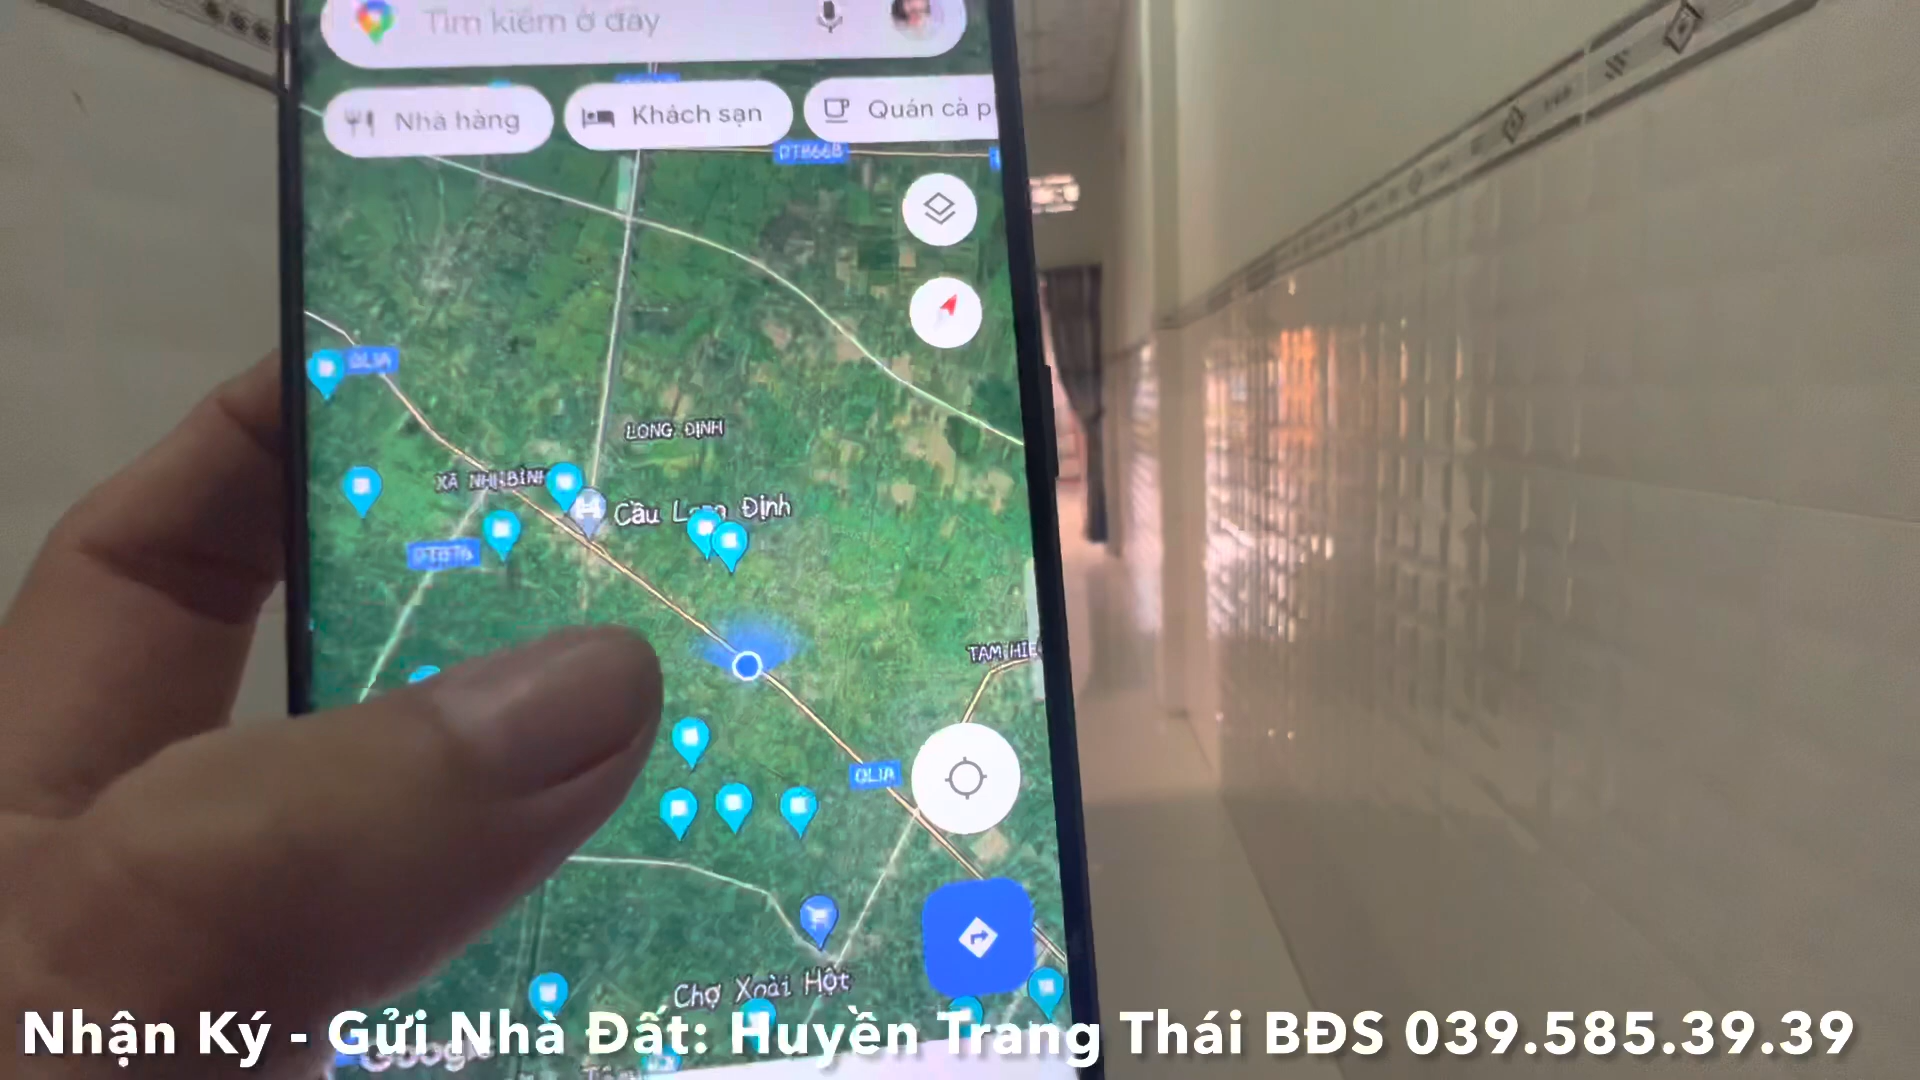 Tìm kiếm ở đây
Nhà hàng
Khách sạn
Quán cà p
ĐT866B
QL1A
LONG ĐỊNH
XÃ NHỊ BÌNH
Cầu Long Định
ĐT876
TAM HIỆ
QL1A
Chợ Xoài Hột
Nhận Ký - Gửi Nhà Đất: Huyền Trang Thái BĐS 039.585.39.39
Google